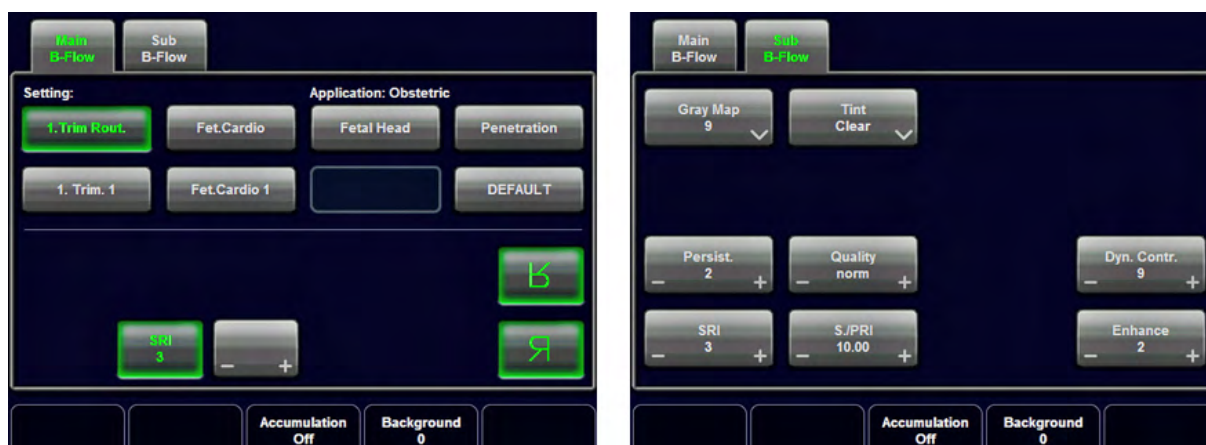 Main Sub
B-Flow B-Flow
Setting: Application: Obstetric
1.Trim Rout. Fet.Cardio Fetal Head Penetration
1. Trim. 1 Fet.Cardio 1 DEFAULT
R
SRI
3 - +
R
Accumulation Background
Off 0
Main Sub
B-Flow B-Flow
Gray Map Tint
9 Clear
Persist. Quality Dyn. Contr.
- 2 + - norm + - 9 +
SRI S./PRI Enhance
- 3 + - 10.00 + - 2 +
Accumulation Background
Off 0